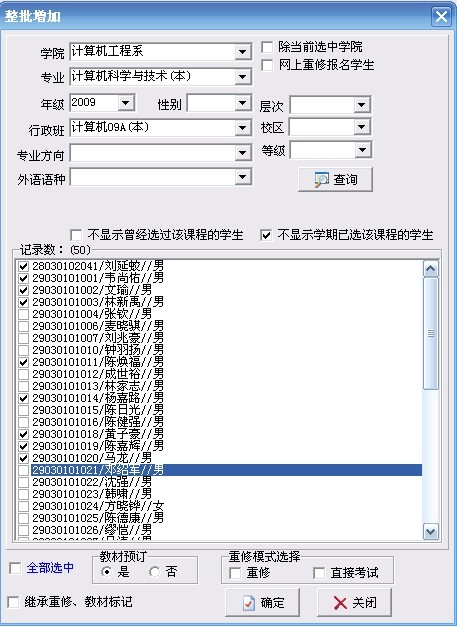 整批增加
学院 计算机工程系 除当前选中学院
专业 计算机科学与技术(本) 网上重修报名学生
年级 2009 性别 层次
行政班 计算机09A(本) 校区
专业方向 等级
外语语种 查询
不显示曾经选过该课程的学生 不显示学期已选该课程的学生
记录数：(50)
28030102041/刘延蛟//男
29030101001/韦尚佑//男
29030101002/文瑜//男
29030101003/林新禹//男
29030101004/张钦//男
29030101006/麦晓骐//男
29030101007/刘兆豪//男
29030101010/钟羽扬//男
29030101011/陈焕福//男
29030101012/成世裕//男
29030101013/林家志//男
29030101014/杨嘉路//男
29030101015/陈日光//男
29030101016/陈健强//男
29030101018/黄子豪//男
29030101019/陈嘉辉//男
29030101020/马龙//男
29030101021/邓绍军//男
29030101022/沈强//男
29030101023/韩啸//男
29030101024/方晓铧//女
29030101025/陈德康//男
29030101026/缪恺//男
全部选中 教材预订 是 否 重修模式选择 重修 直接考试
继承重修、教材标记 确定 关闭